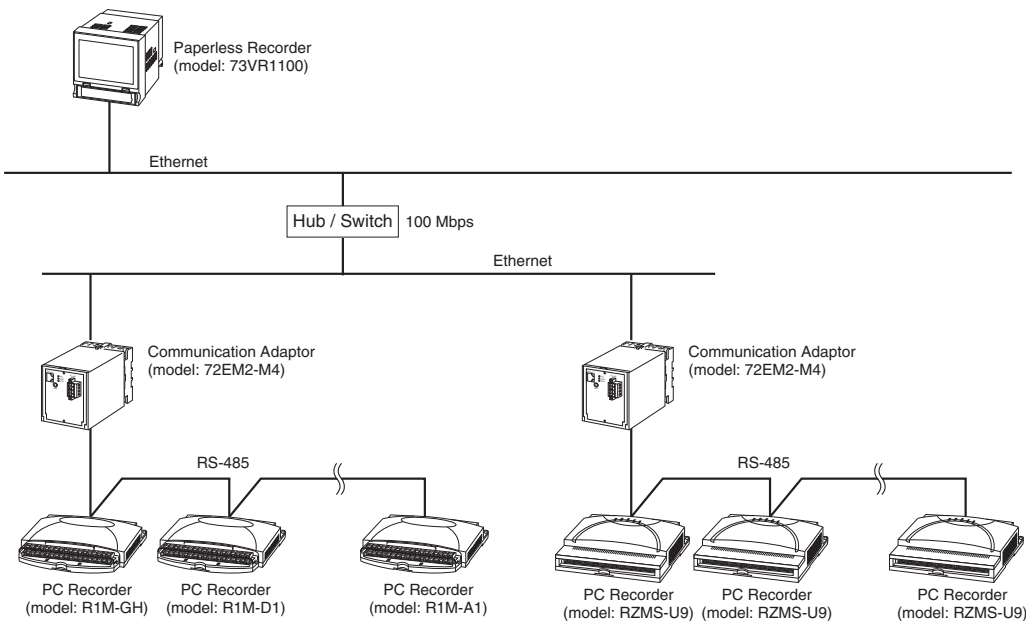 Paperless Recorder
(model: 73VR1100)
Ethernet
Hub / Switch
100 Mbps
Ethernet
Communication Adaptor
(model: 72EM2-M4)
Communication Adaptor
(model: 72EM2-M4)
RS-485
RS-485
PC Recorder
(model: R1M-GH)
PC Recorder
(model: R1M-D1)
PC Recorder
(model: R1M-A1)
PC Recorder
(model: RZMS-U9)
PC Recorder
(model: RZMS-U9)
PC Recorder
(model: RZMS-U9)